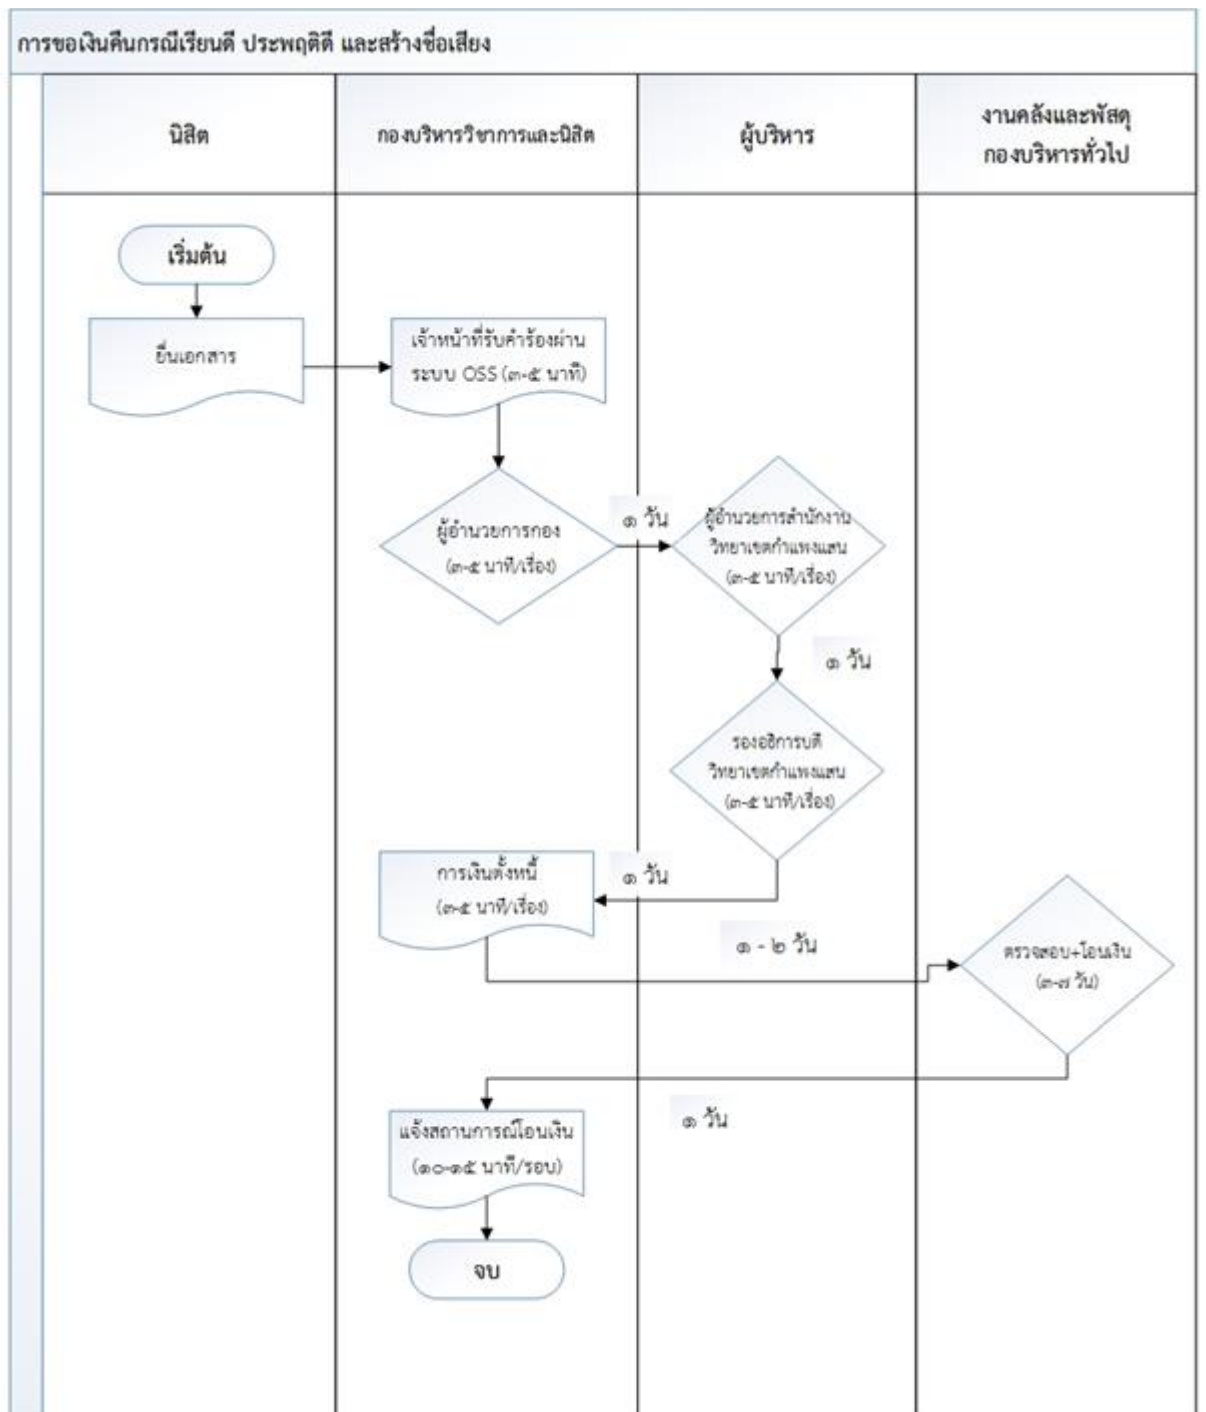 การขอเงินคืนกรณีเรียนดี ประพฤติดี และสร้างชื่อเสียง
นิสิต
กองบริหารวิชาการและนิสิต
ผู้บริหาร
งานคลังและพัสดุ
กองบริหารทั่วไป
เริ่มต้น
ยื่นเอกสาร
เจ้าหน้าที่รับคำร้องผ่าน
ระบบ OSS (๓-๕ นาที)
ผู้อำนวยการกอง
(๓-๕ นาที/เรื่อง)
๑ วัน
ผู้อำนวยการสำนักงาน
วิทยาเขตกำแพงแสน
(๓-๕ นาที/เรื่อง)
๑ วัน
รองอธิการบดี
วิทยาเขตกำแพงแสน
(๓-๕ นาที/เรื่อง)
๑ วัน
การเงินตั้งหนี้
(๓-๕ นาที/เรื่อง)
๑ - ๒ วัน
ตรวจสอบ+โอนเงิน
(๓-๗ วัน)
๑ วัน
แจ้งสถานการณ์โอนเงิน
(๑๐-๑๕ นาที/รอบ)
จบ